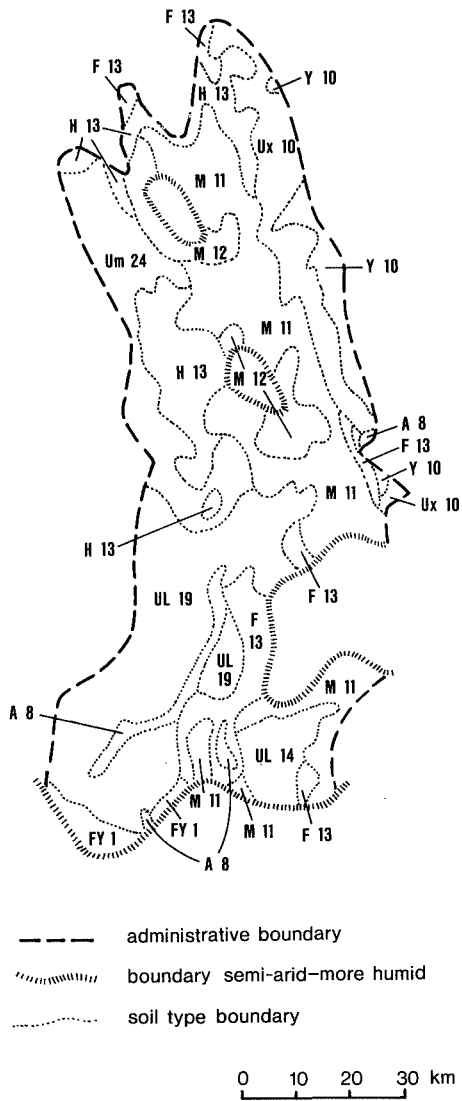 F 13
F 13
Y 10
H 13
H 13
Ux 10
M 11
Um 24
M 12
Y 10
M 11
H 13
M 12
A 8
F 13
Y 10
M 11
Ux 10
H 13
F 13
UL 19
F
13
UL
19
M 11
A 8
UL 14
M 11
FY 1
FY 1
M 11
F 13
A 8
administrative boundary
boundary semi-arid–more humid
soil type boundary
0 10 20 30 km